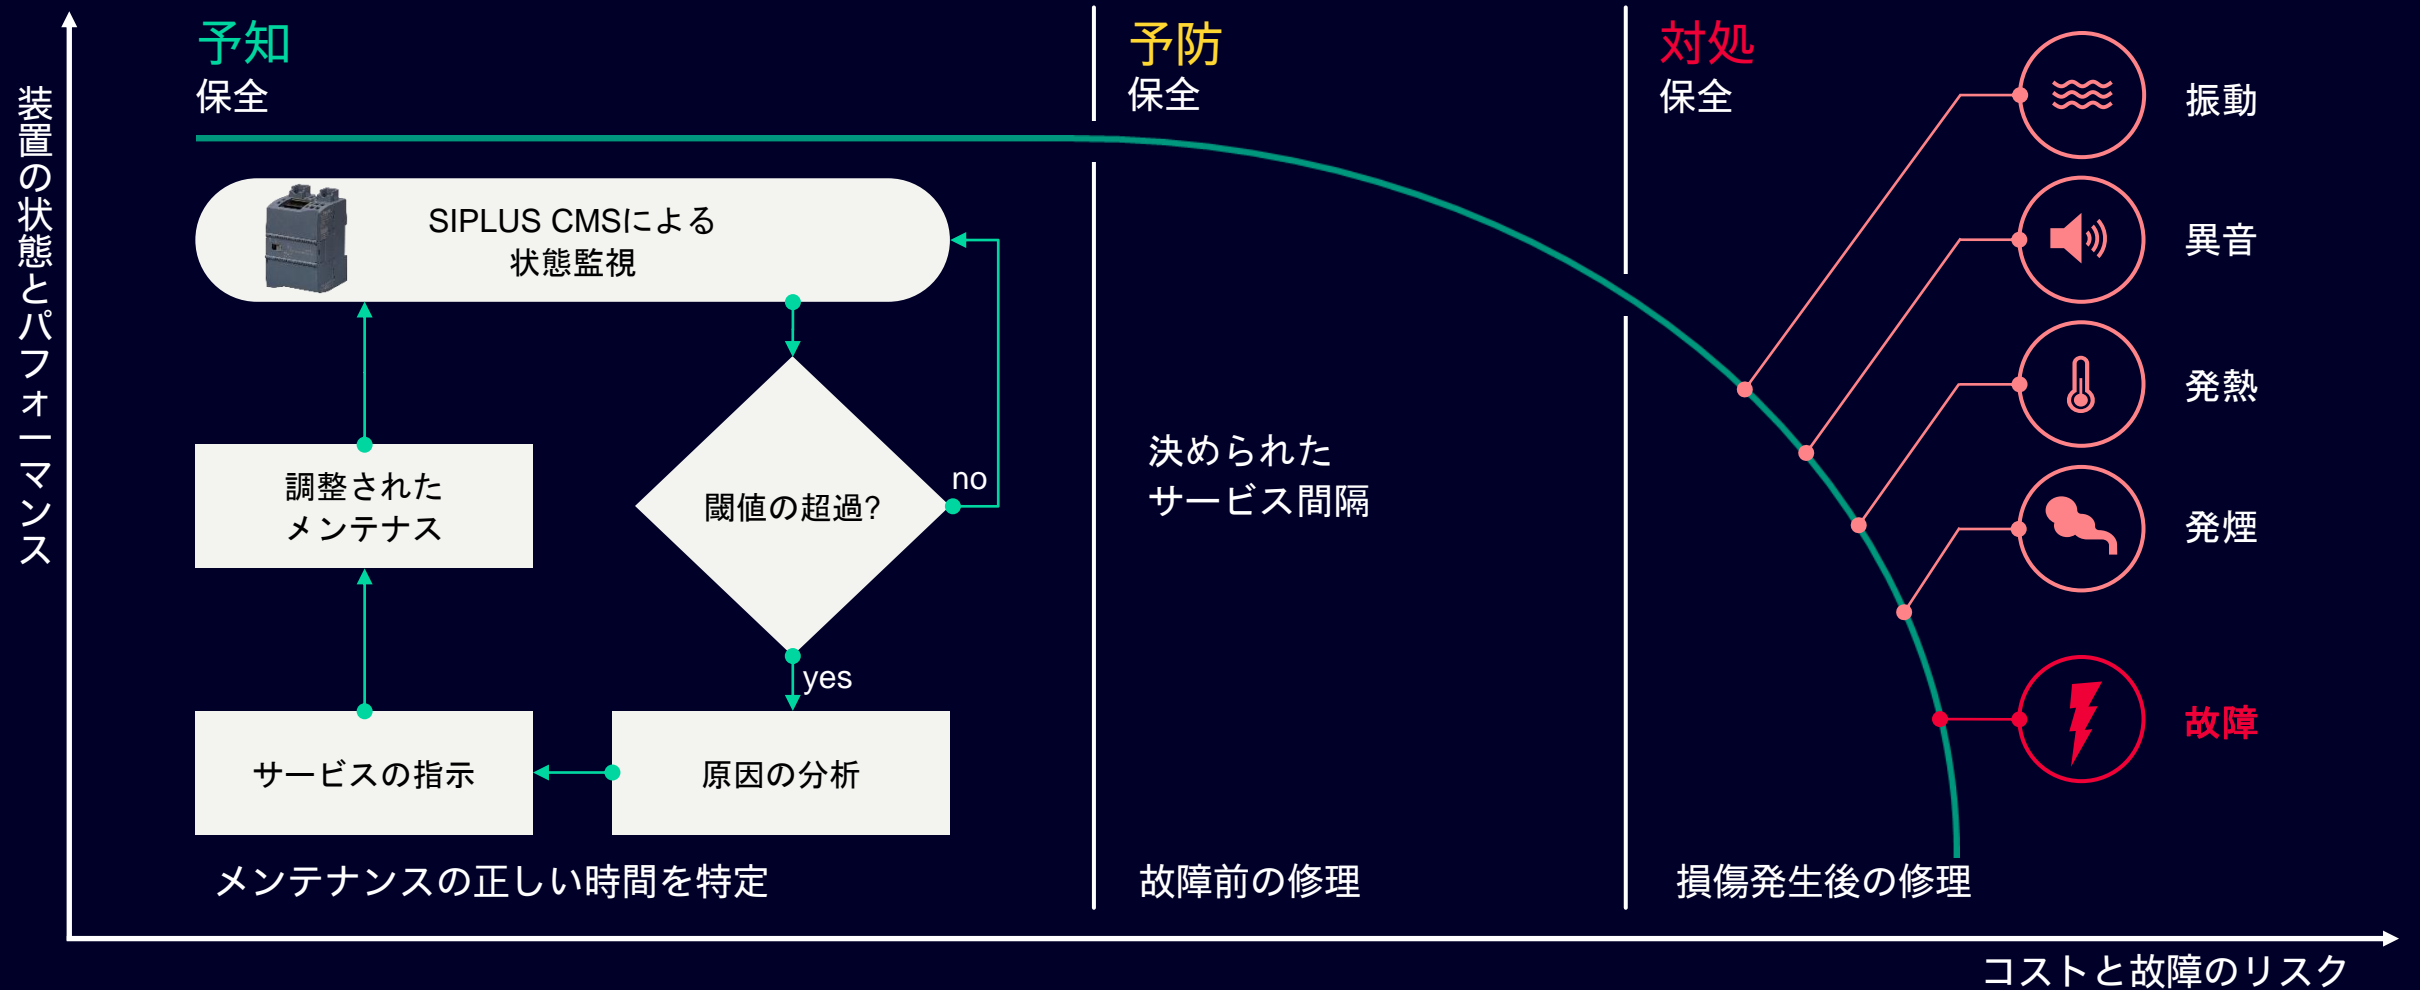 装置の状態とパフォーマンス
予知
保全
SIPLUS CMSによる
状態監視
閾値の超過?
no
yes
調整された
メンテナス
サービスの指示
原因の分析
メンテナンスの正しい時間を特定
予防
保全
決められた
サービス間隔
故障前の修理
対処
保全
振動
異音
発熱
発煙
故障
損傷発生後の修理
コストと故障のリスク